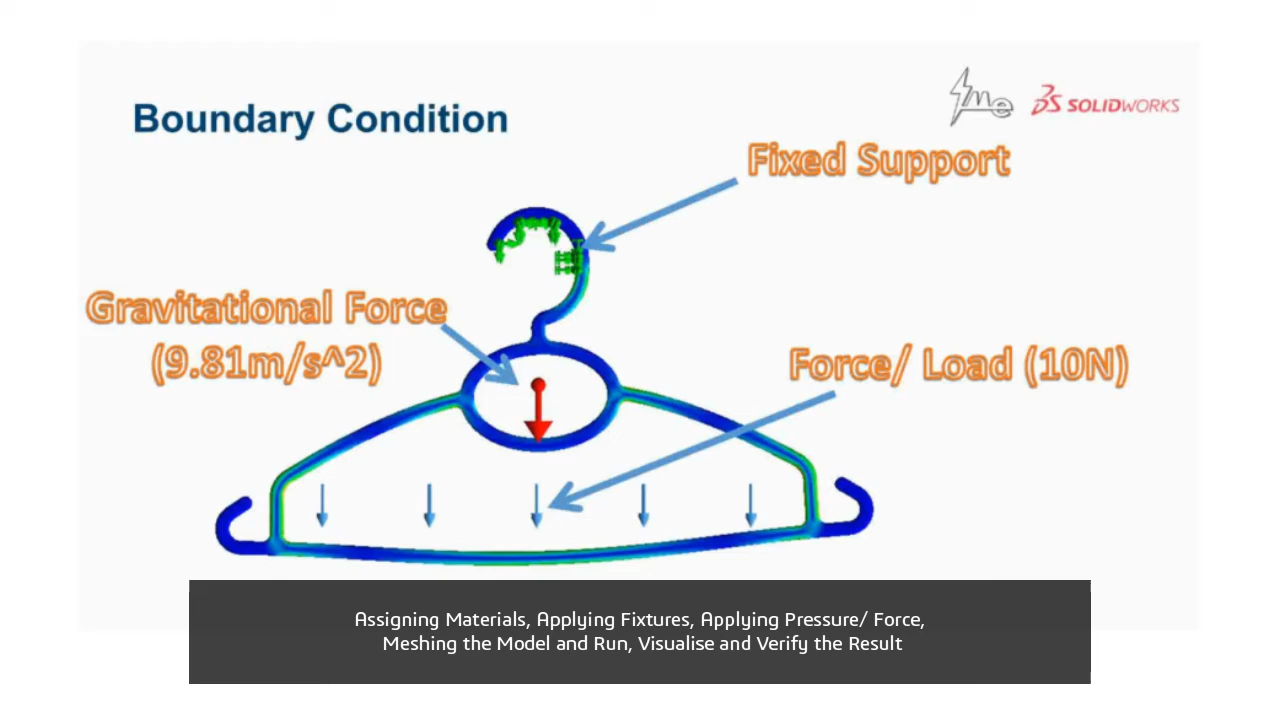 Boundary Condition
me
SOLIDWORKS
Fixed Support
Gravitational Force
(9.81m/s^2)
Force/ Load (10N)
Assigning Materials, Applying Fixtures, Applying Pressure/ Force,
Meshing the Model and Run, Visualise and Verify the Result